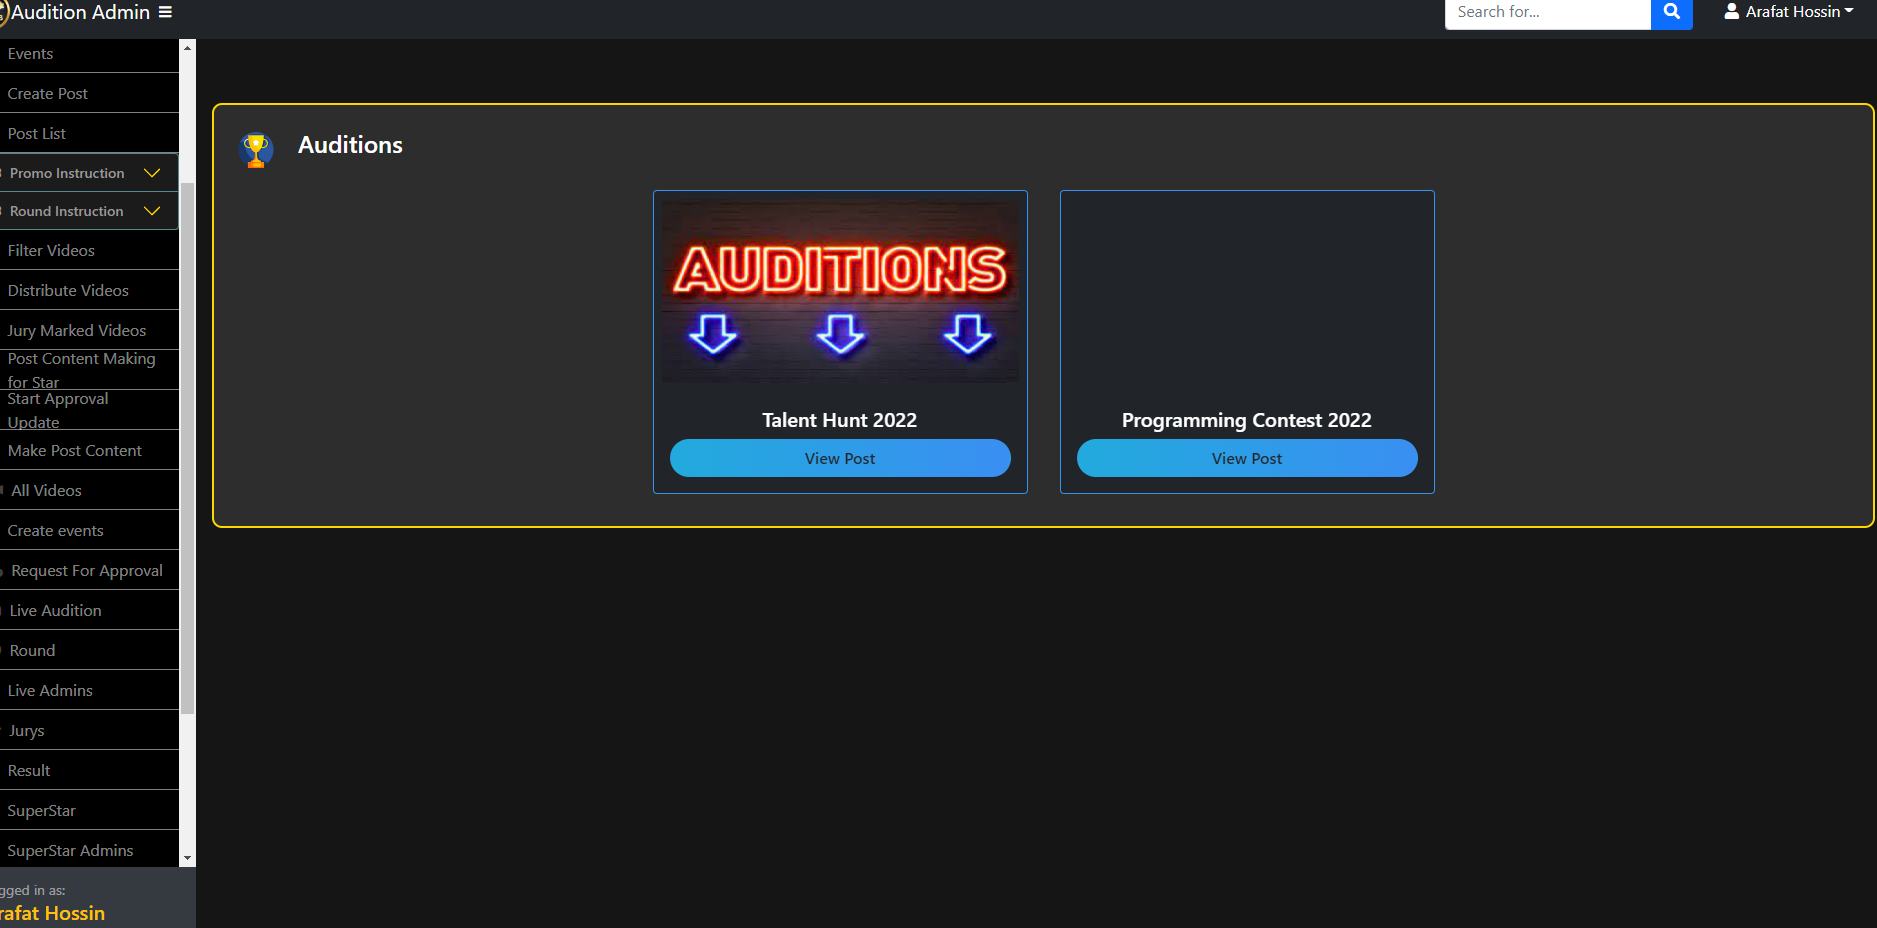 Audition Admin
Search for...
Arafat Hossin
Events
Create Post
Post List
Promo Instruction
Round Instruction
Filter Videos
Distribute Videos
Jury Marked Videos
Post Content Making
for Star
Start Approval
Update
Make Post Content
All Videos
Create events
Request For Approval
Live Audition
Round
Live Admins
Jurys
Result
SuperStar
SuperStar Admins
gged in as:
rafat Hossin
Auditions
AUDITIONS
Talent Hunt 2022
View Post
Programming Contest 2022
View Post